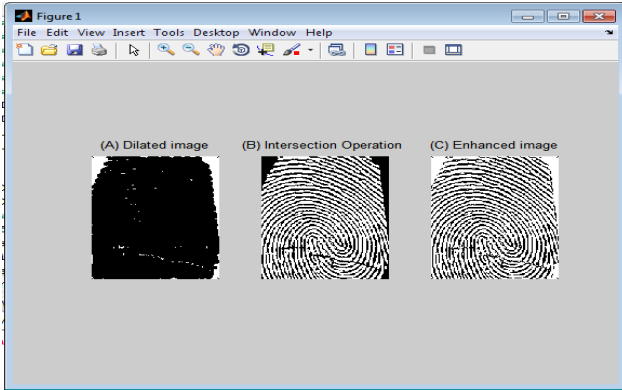 Figure 1
File Edit View Insert Tools Desktop Window Help
(A) Dilated image (B) Intersection Operation (C) Enhanced image